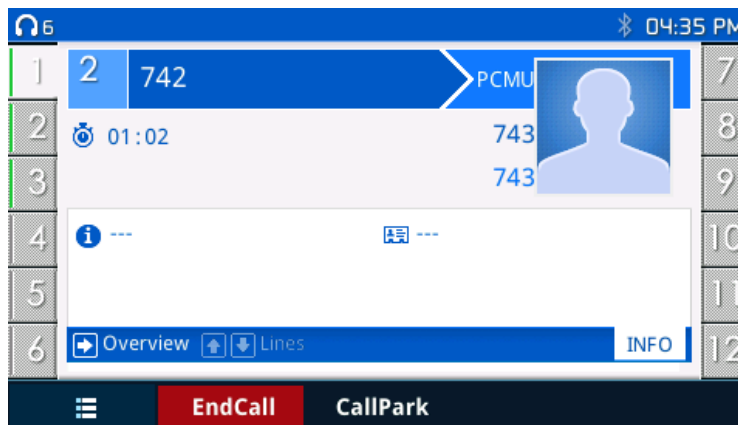 6 04:35 PM
1 2 742 PCMU 7
2 01:02 743 8
3 743 9
4 --- --- 10
5 11
6 Overview Lines INFO 12
EndCall CallPark